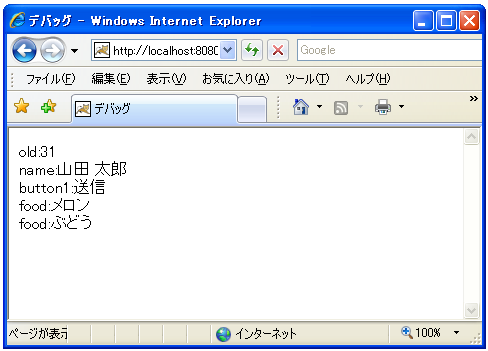 デバッグ - Windows Internet Explorer
http://localhost:8080
Google
ファイル(F) 編集(E) 表示(V) お気に入り(A) ツール(T) ヘルプ(H)
デバッグ
old:31
name:山田 太郎
button1:送信
food:メロン
food:ぶどう
ページが表示 インターネット 100%